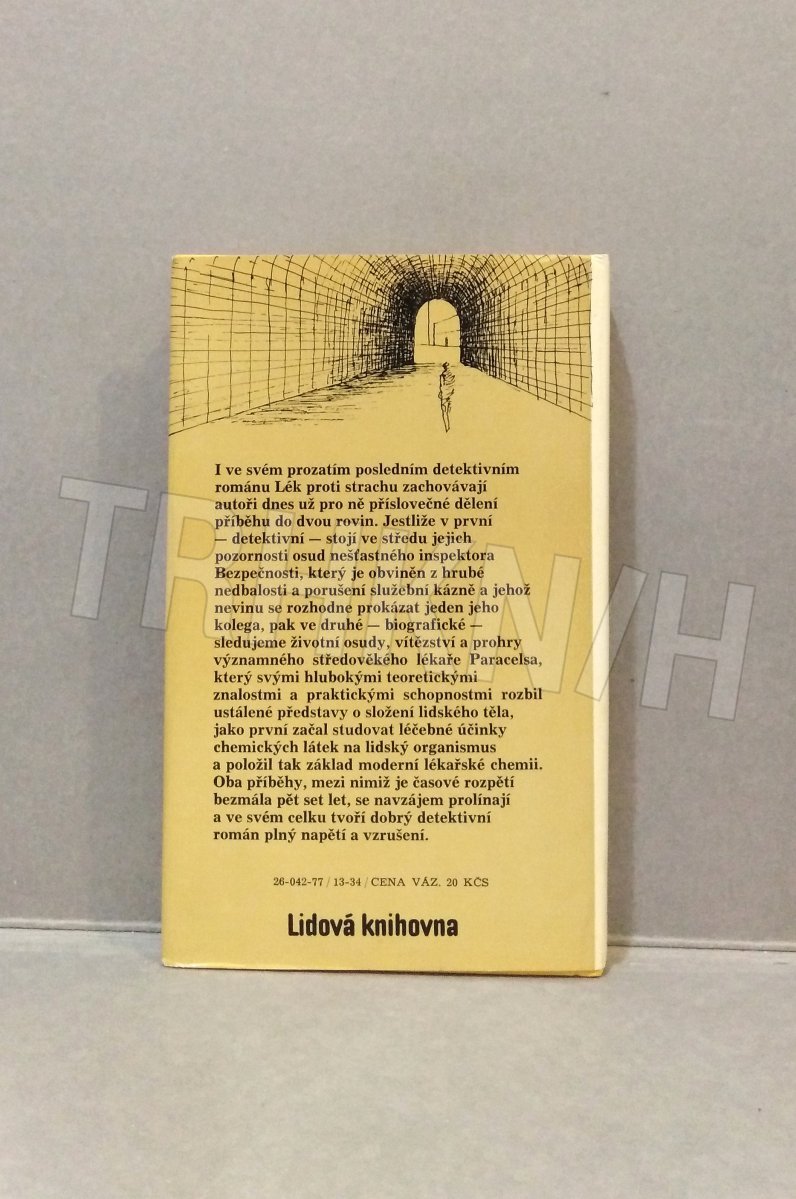 I ve svém prozatím posledním detektivním
románu Lék proti strachu zachovávají
autoři dnes už pro ně příslovečné dělení
příběhu do dvou rovin. Jestliže v první
— detektivní — stojí ve středu jejich
pozornosti osud nešťastného inspektora
Bezpečnosti, který je obviněn z hrubé
nedbalosti a porušení služební kázně a jehož
nevinu se rozhodne prokázat jeden jeho
kolega, pak ve druhé — biografické —
sledujeme životní osudy, vítězství a prohry
významného středověkého lékaře Paracelsa,
který svými hlubokými teoretickými
znalostmi a praktickými schopnostmi rozbil
ustálené představy o složení lidského těla,
jako první začal studovat léčebné účinky
chemických látek na lidský organismus
a položil tak základ moderní lékařské chemii.
Oba příběhy, mezi nimiž je časové rozpětí
bezmála pět set let, se navzájem prolínají
a ve svém celku tvoří dobrý detektivní
román plný napětí a vzrušení.
26-042-77 / 13-34 / CENA VÁZ. 20 KČS
Lidová knihovna